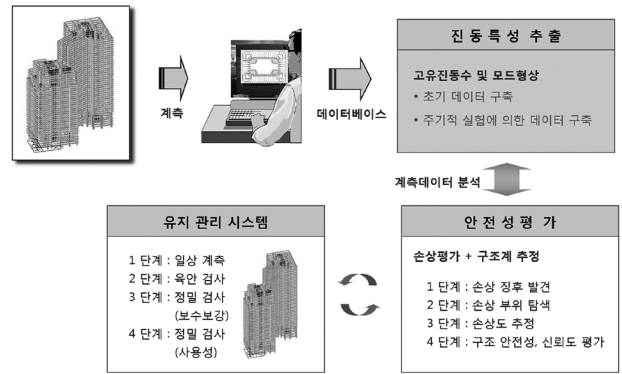 계측
데이터베이스
진동특성 추출
고유진동수 및 모드형상
• 초기 데이터 구축
• 주기적 실험에 의한 데이터 구축
계측데이터 분석
유지 관리 시스템
1 단계 : 일상 계측
2 단계 : 육안 검사
3 단계 : 정밀 검사
(보수보강)
4 단계 : 정밀 검사
(사용성)
안전성평가
손상평가 + 구조계 추정
1 단계 : 손상 징후 발견
2 단계 : 손상 부위 탐색
3 단계 : 손상도 추정
4 단계 : 구조 안전성, 신뢰도 평가